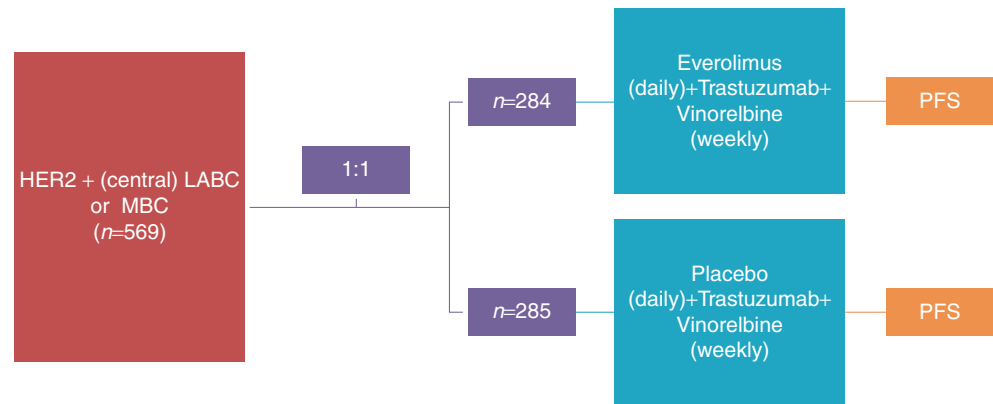 HER2 + (central) LABC
or MBC
(n=569)
1:1
n=284
Everolimus
(daily)+Trastuzumab+
Vinorelbine
(weekly)
PFS
n=285
Placebo
(daily)+Trastuzumab+
Vinorelbine
(weekly)
PFS